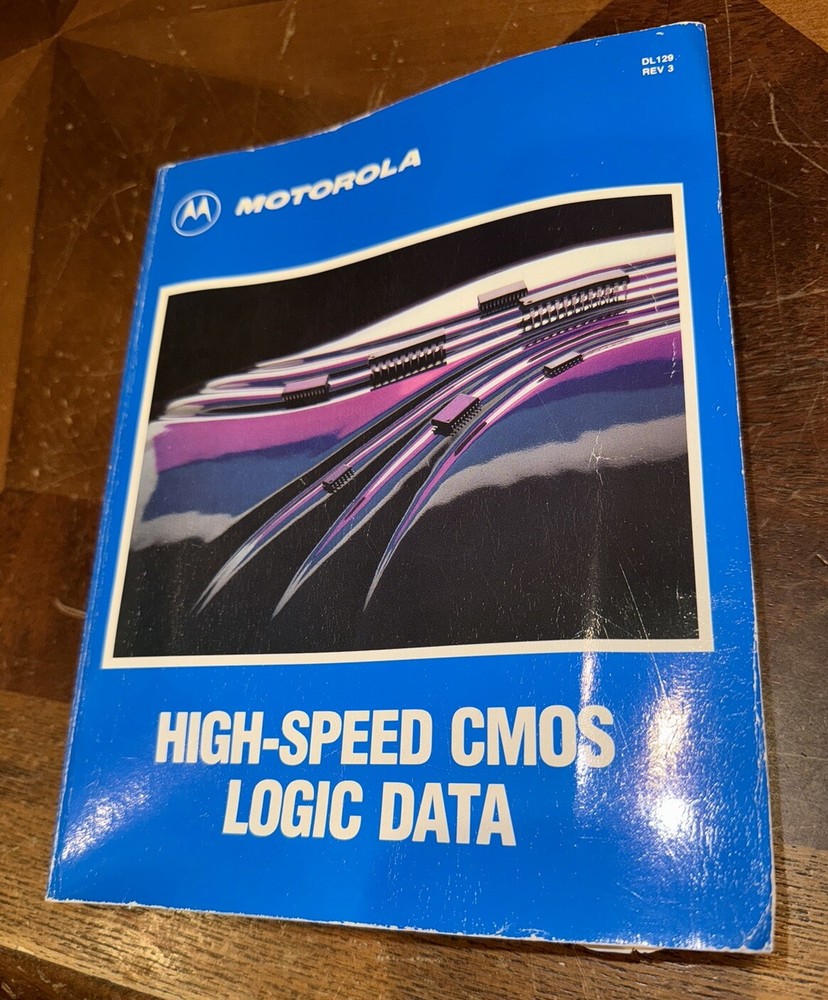 DL129
REV 3
MOTOROLA
HIGH-SPEED CMOS
LOGIC DATA